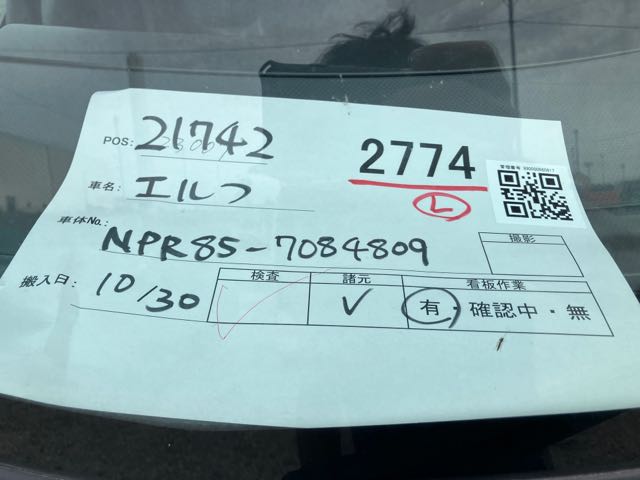 POS: 21742
2774
車名: エルフ
L
車体No.: NPR85-7084809
撮影
搬入日: 10/30
検査 諸元 看板作業
✓ ✓ 有・確認中・無